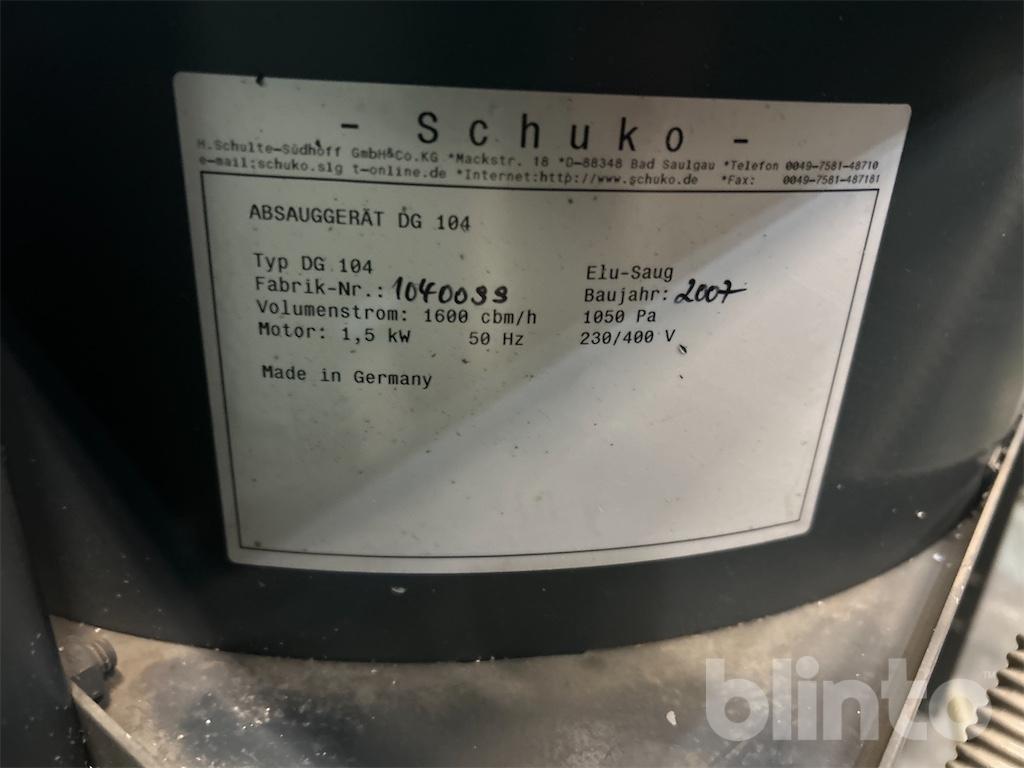 - Schuko -
H.Schulte-Südhoff GmbH&Co.KG *Mackstr. 18 *D-88348 Bad Saulgau *Telefon 0049-7581-48710
e-mail:schuko.slg t-online.de *Internet:http://www.schuko.de *Fax: 0049-7581-487181
ABSAUGGERÄT DG 104
Typ DG 104 Elu-Saug
Fabrik-Nr.: 1040099 Baujahr: 2007
Volumenstrom: 1600 cbm/h 1050 Pa
Motor: 1,5 kW 50 Hz 230/400 V
Made in Germany
blinto™